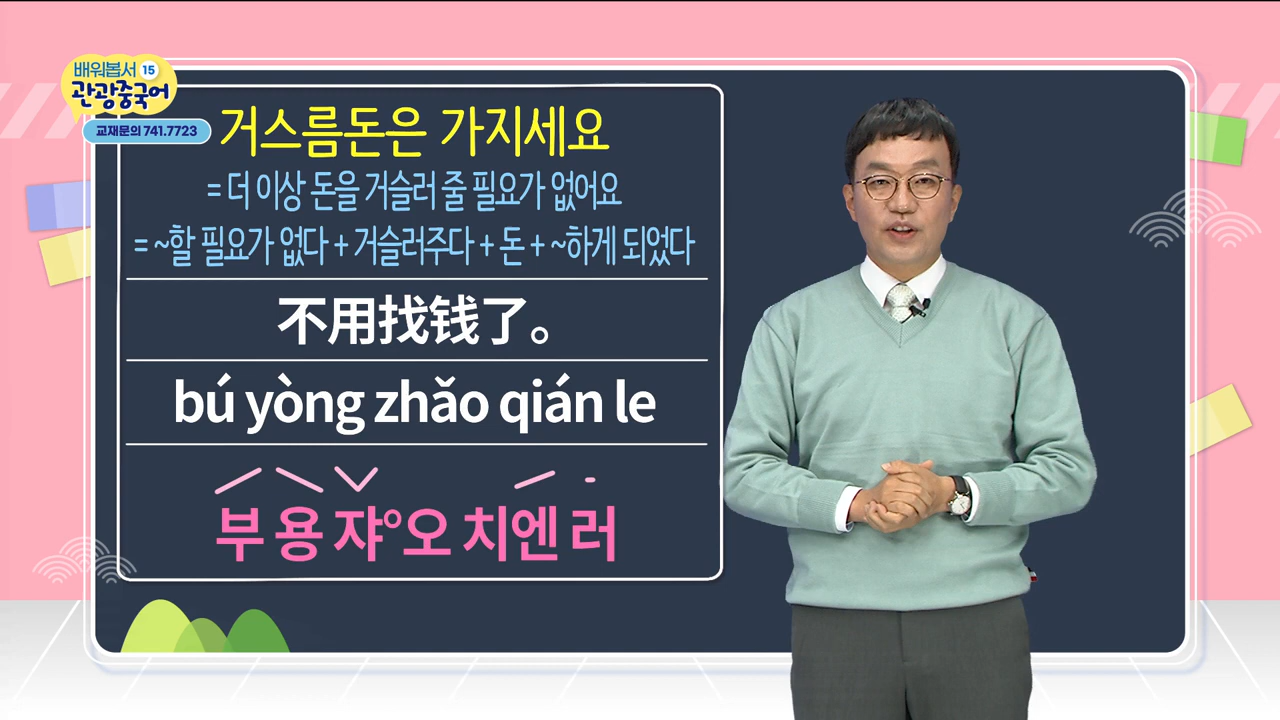 배워봅서 15
관광중국어
교재문의 741.7723
거스름돈은 가지세요
= 더 이상 돈을 거슬러 줄 필요가 없어요
= ~할 필요가 없다 + 거슬러주다 + 돈 + ~하게 되었다
不用找钱了。
bú yòng zhǎo qián le
부 용 쟈°오 치엔 러